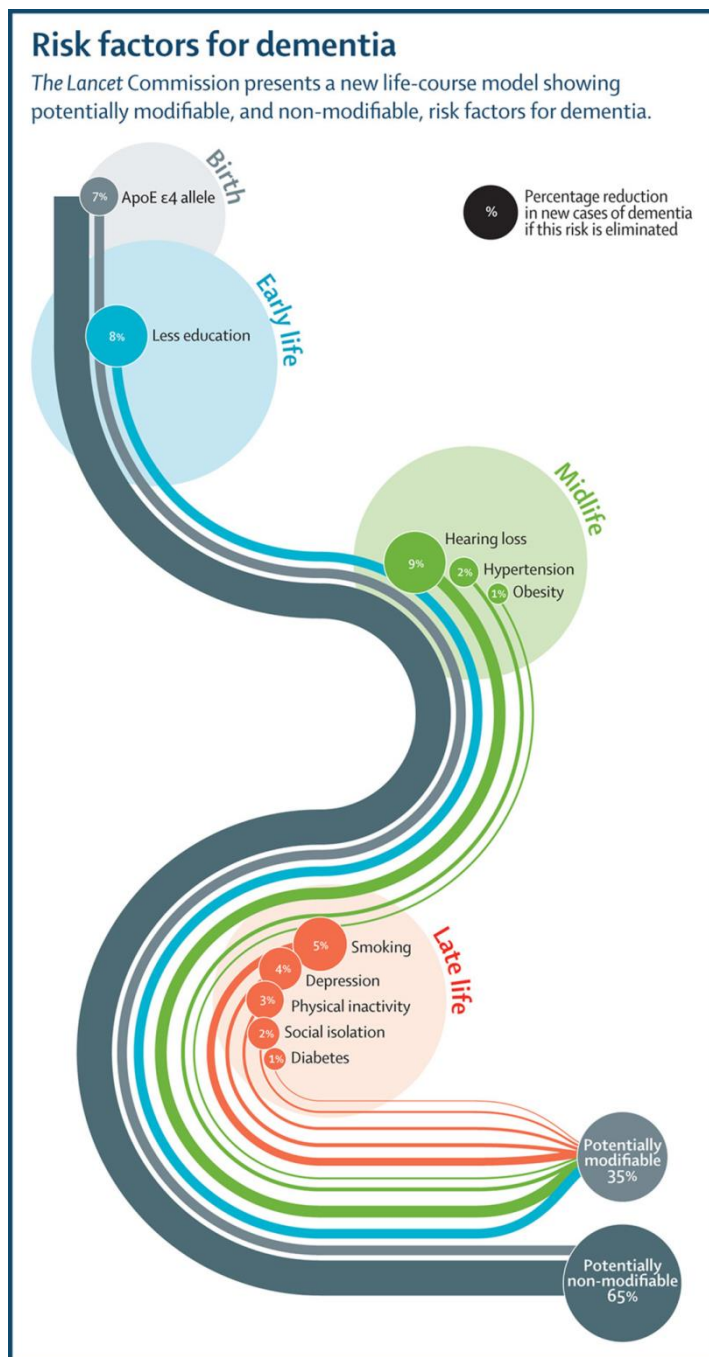 Risk factors for dementia
The Lancet Commission presents a new life-course model showing
potentially modifiable, and non-modifiable, risk factors for dementia.
Birth
7%
ApoE ε4 allele
%
Percentage reduction
in new cases of dementia
if this risk is eliminated
Early life
8%
Less education
Midlife
Hearing loss
9%
2%
Hypertension
1%
Obesity
Late life
5%
Smoking
4%
Depression
3%
Physical inactivity
2%
Social isolation
1%
Diabetes
Potentially
modifiable
35%
Potentially
non-modifiable
65%